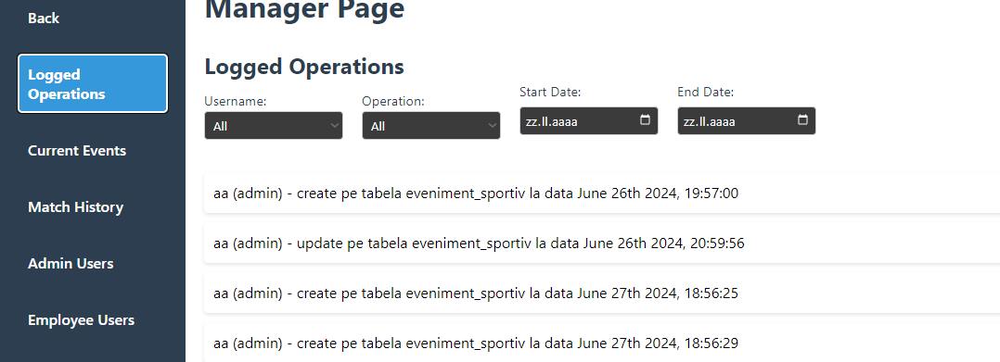 Back
Logged
Operations
Current Events
Match History
Admin Users
Employee Users
Manager Page
Logged Operations
Username:
All
Operation:
All
Start Date:
zz.ll.aaaa
End Date:
zz.ll.aaaa
aa (admin) - create pe tabela eveniment_sportiv la data June 26th 2024, 19:57:00
aa (admin) - update pe tabela eveniment_sportiv la data June 26th 2024, 20:59:56
aa (admin) - create pe tabela eveniment_sportiv la data June 27th 2024, 18:56:25
aa (admin) - create pe tabela eveniment_sportiv la data June 27th 2024, 18:56:29